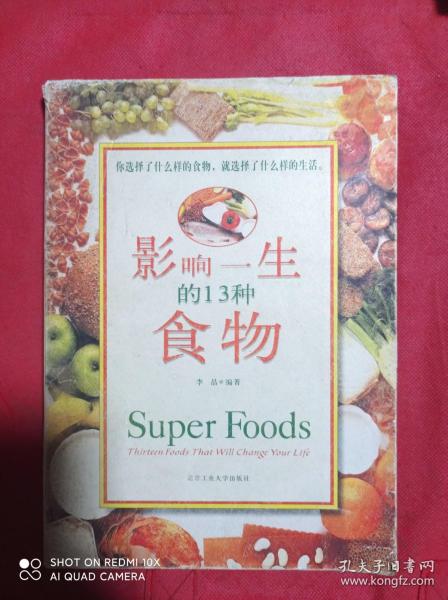 你选择了什么样的食物，就选择了什么样的生活。
影响一生
的13种
食物
李晶 编著
Super Foods
Thirteen Foods That Will Change Your Life
北京工业大学出版社
SHOT ON REDMI 10X
AI QUAD CAMERA
孔夫子旧书网
www.kongfz.com